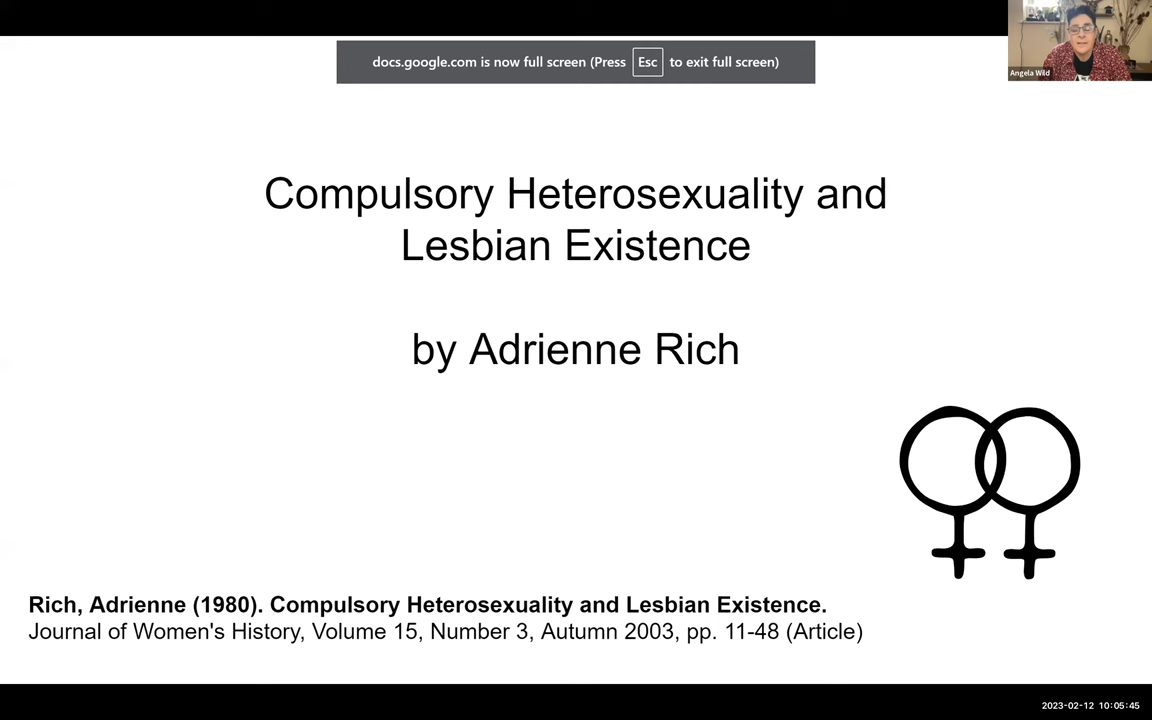 docs.google.com is now full screen (Press Esc to exit full screen)
Angela Wild
Compulsory Heterosexuality and
Lesbian Existence
by Adrienne Rich
Rich, Adrienne (1980). Compulsory Heterosexuality and Lesbian Existence.
Journal of Women's History, Volume 15, Number 3, Autumn 2003, pp. 11-48 (Article)
2023-02-12 10:05:45